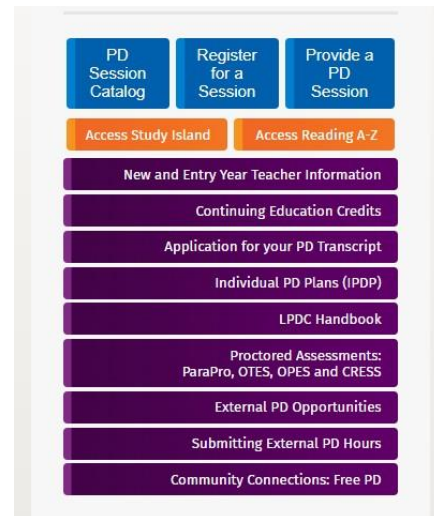 PD
Session
Catalog
Register
for a
Session
Provide a
PD
Session
Access Study Island
Access Reading A-Z
New and Entry Year Teacher Information
Continuing Education Credits
Application for your PD Transcript
Individual PD Plans (IPDP)
LPDC Handbook
Proctored Assessments:
ParaPro, OTES, OPES and CRESS
External PD Opportunities
Submitting External PD Hours
Community Connections: Free PD